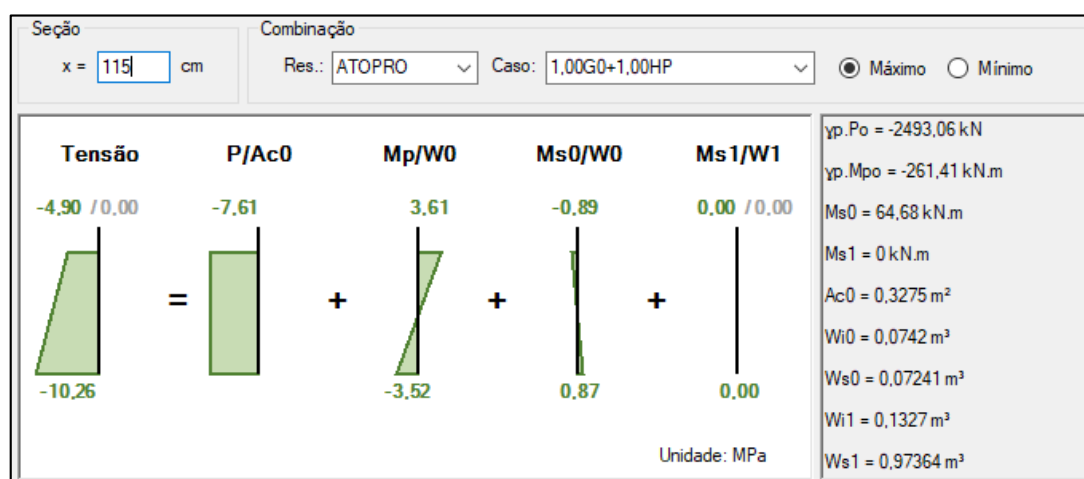 Seção
x = 115 cm
Combinação
Res.: ATOPRO Caso: 1,00G0+1,00HP Máximo Mínimo
Tensão P/Ac0 Mp/W0 Ms0/W0 Ms1/W1
-4,90 / 0,00 -7,61 3,61 -0,89 0,00 / 0,00
= + + +
-10,26 -3,52 0,87 0,00
Unidade: MPa
γp.Po = -2493,06 kN
γp.Mpo = -261,41 kN.m
Ms0 = 64,68 kN.m
Ms1 = 0 kN.m
Ac0 = 0,3275 m²
Wi0 = 0,0742 m³
Ws0 = 0,07241 m³
Wi1 = 0,1327 m³
Ws1 = 0,97364 m³